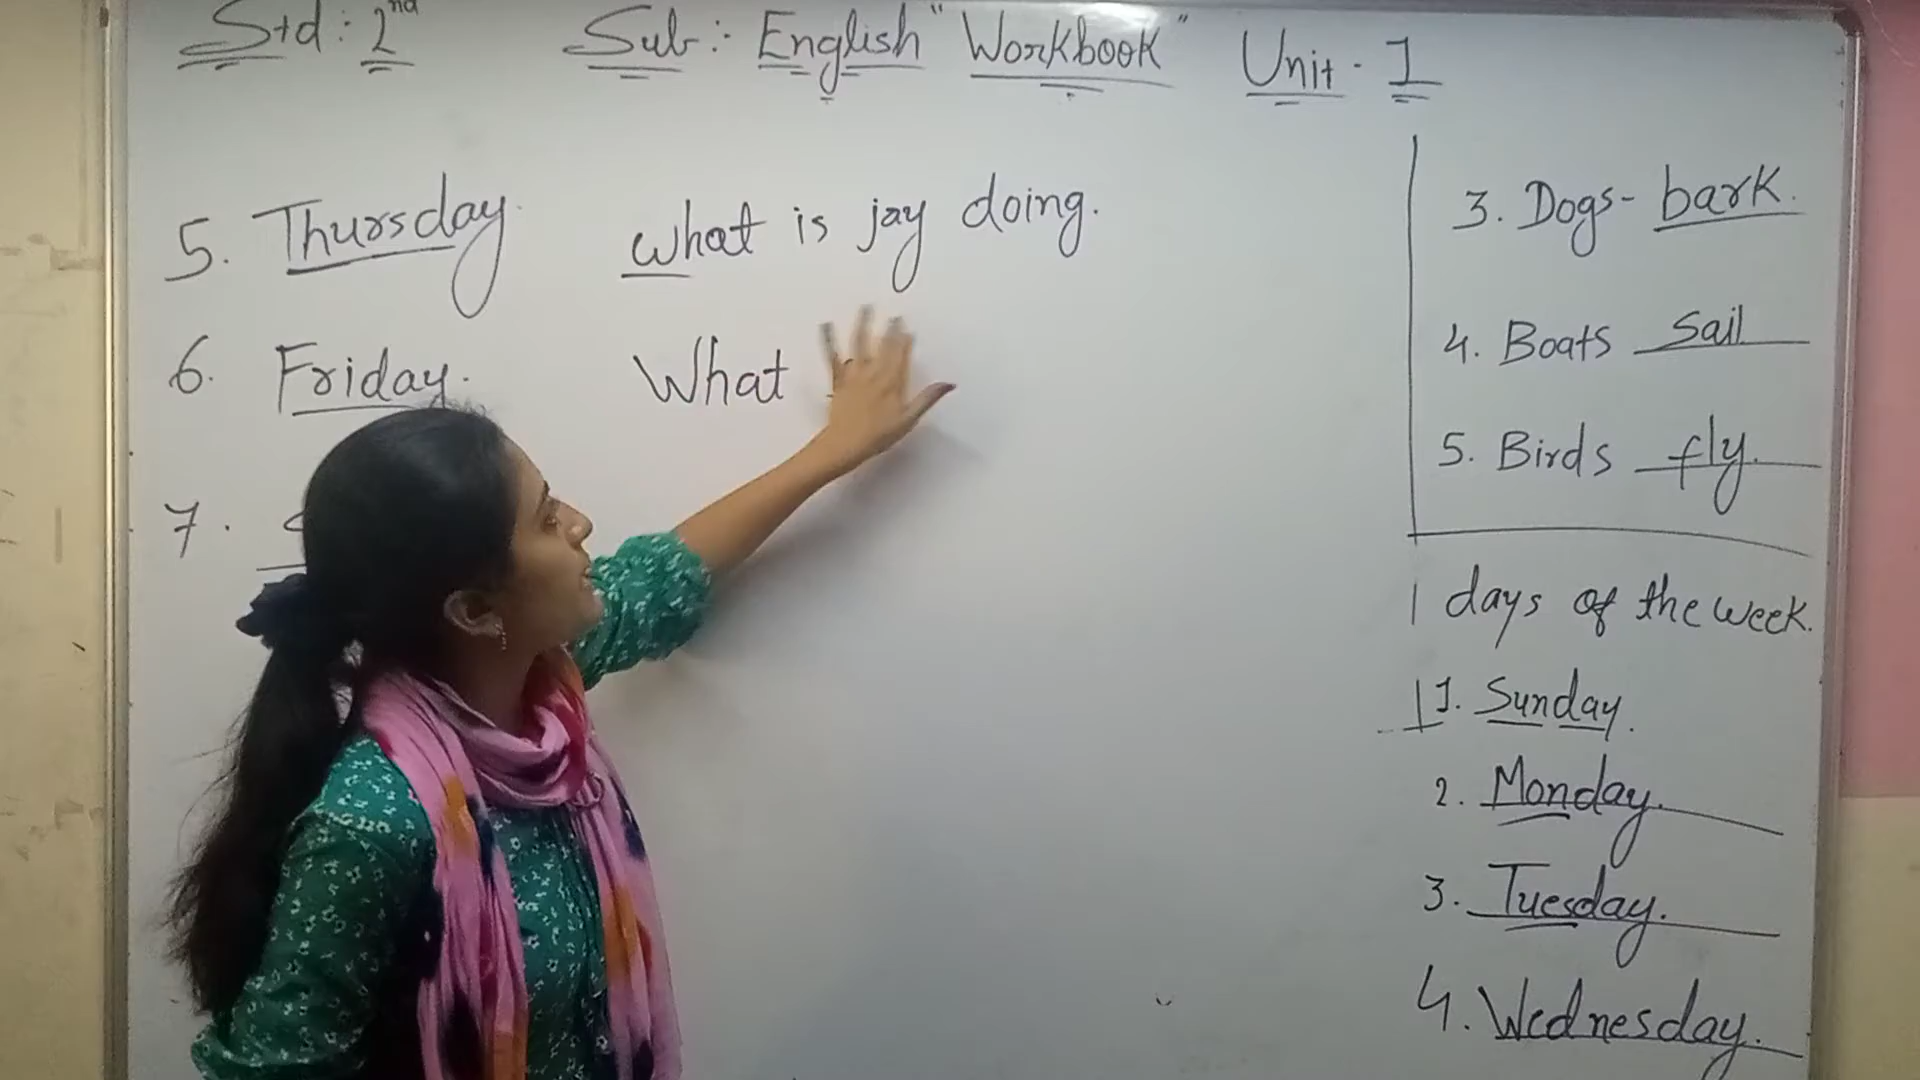 Std : 2nd Sub :- English "Workbook" Unit - 1
5. Thursday.
6. Friday.
7.
what is jay doing.
What
3. Dogs - bark.
4. Boats sail
5. Birds fly.
days of the week.
1. Sunday.
2. Monday.
3. Tuesday.
4. Wednesday.